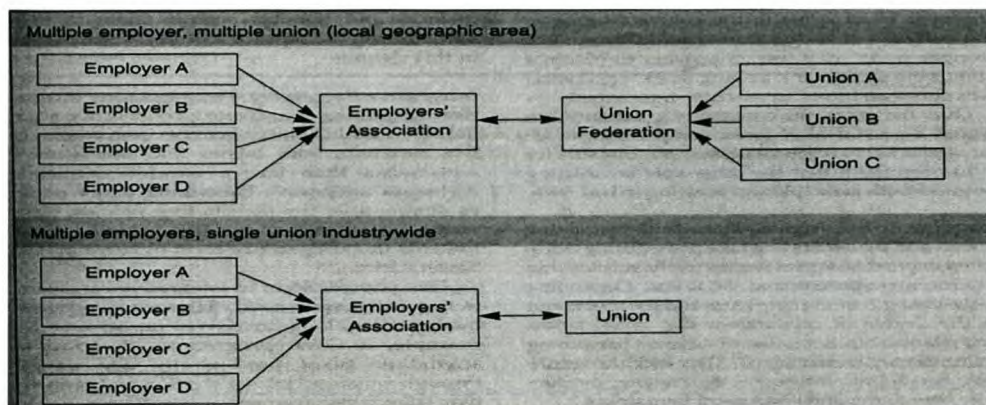 Multiple employer, multiple union (local geographic area)
Employer A
Employer B
Employer C
Employer D
Employers'
Association
Union
Federation
Union A
Union B
Union C
Multiple employers, single union industrywide
Employer A
Employer B
Employer C
Employer D
Employers'
Association
Union